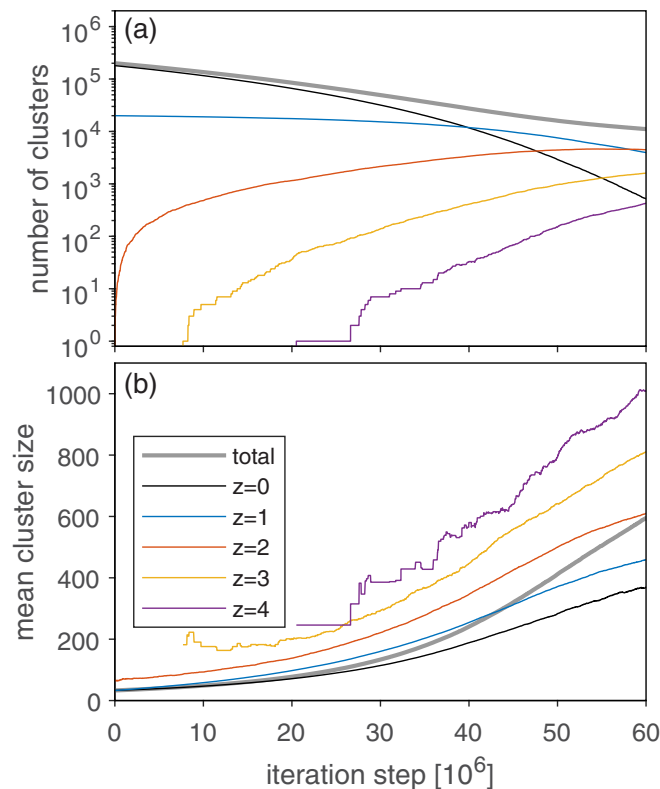 (a)
number of clusters
10^6
10^5
10^4
10^3
10^2
10^1
10^0
(b)
mean cluster size
1000
800
600
400
200
0
total
z=0
z=1
z=2
z=3
z=4
0 10 20 30 40 50 60
iteration step [10^6]